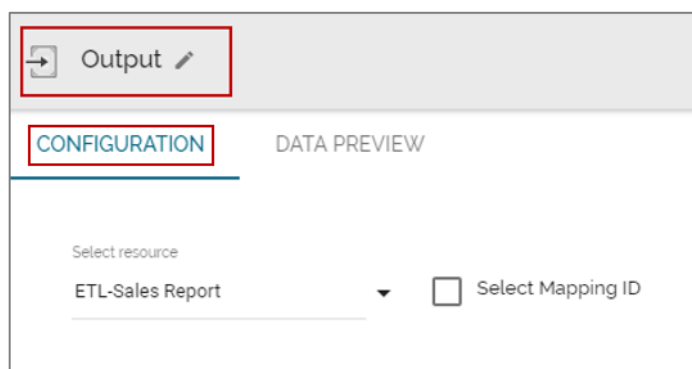 Output
CONFIGURATION DATA PREVIEW
Select resource
ETL-Sales Report
Select Mapping ID